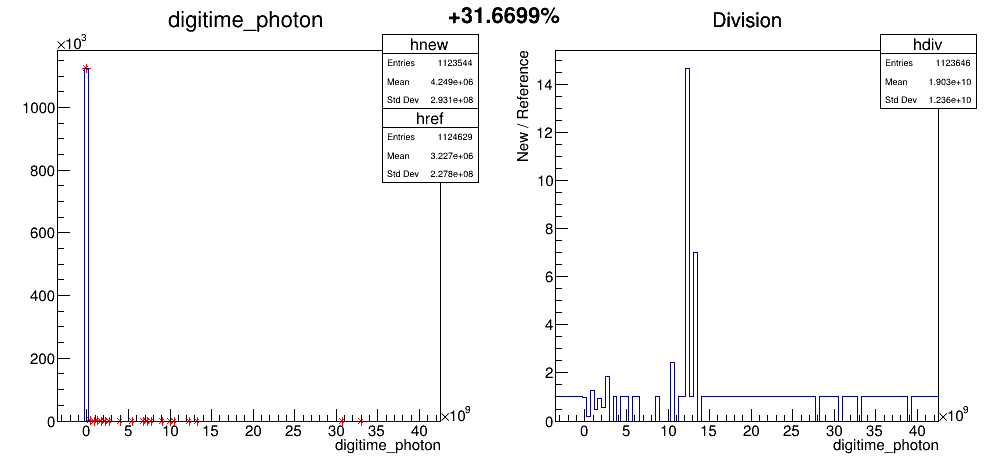 +31.6699%
digitime_photon
×10³
hnew
Entries 1123544
Mean 4.249e+06
Std Dev 2.931e+08
href
Entries 1124629
Mean 3.227e+06
Std Dev 2.278e+08
1000
800
600
400
200
0
0 5 10 15 20 25 30 35 40
×10⁹
digitime_photon
Division
hdiv
Entries 1123646
Mean 1.903e+10
Std Dev 1.236e+10
New / Reference
14
12
10
8
6
4
2
0
0 5 10 15 20 25 30 35 40
×10⁹
digitime_photon